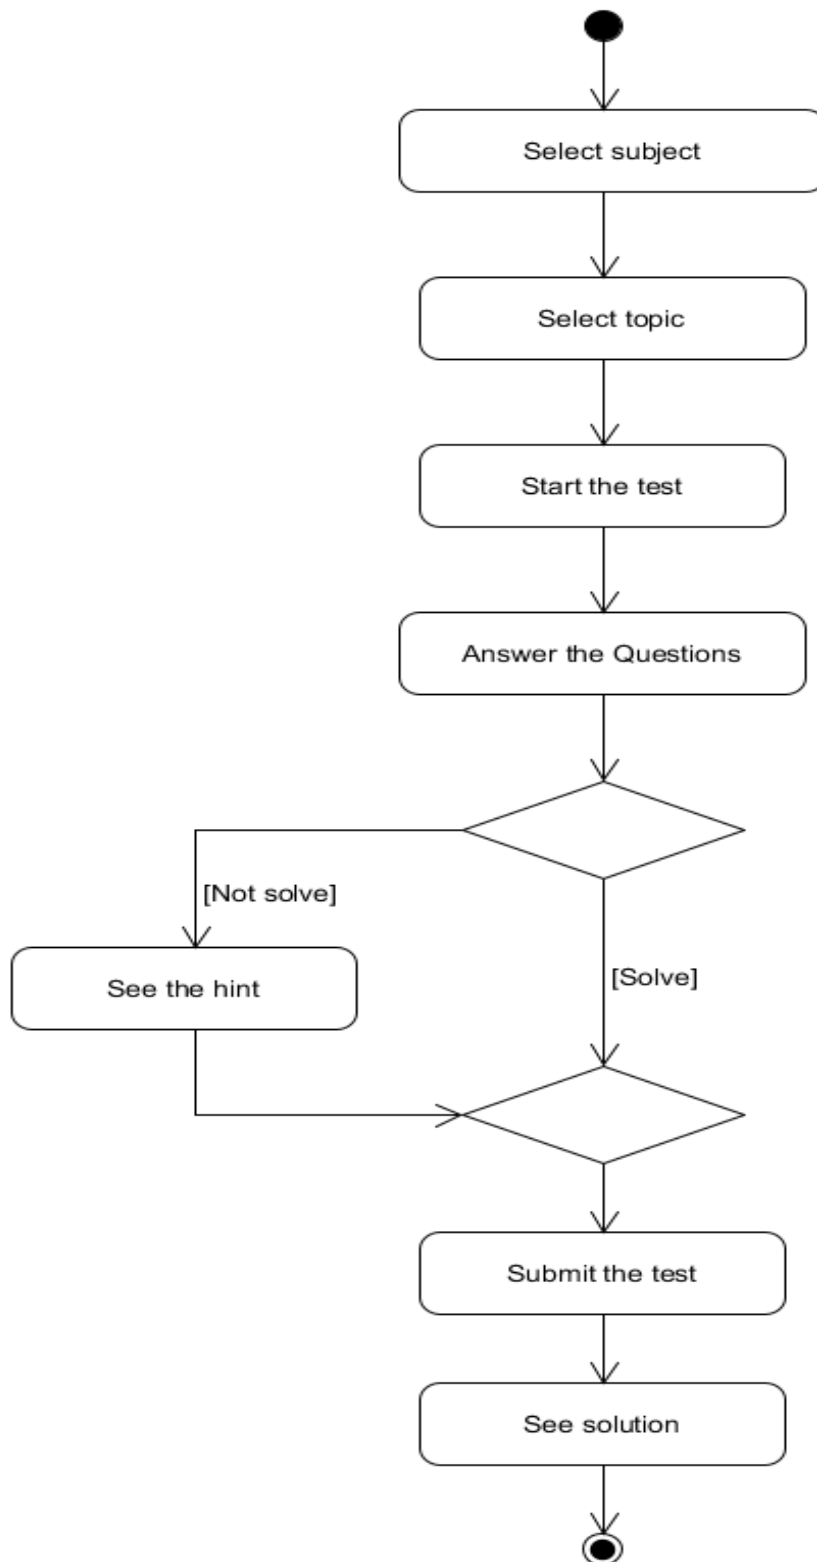 Select subject
Select topic
Start the test
Answer the Questions
[Not solve]
See the hint
[Solve]
Submit the test
See solution